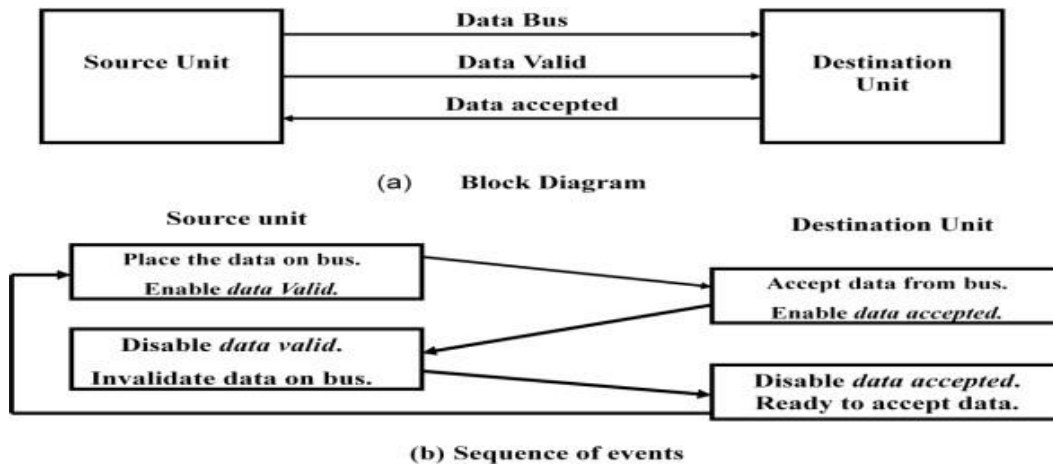 Data Bus
Source Unit
Data Valid
Destination
Unit
Data accepted
(a) Block Diagram
Source unit
Destination Unit
Place the data on bus.
Enable data Valid.
Accept data from bus.
Enable data accepted.
Disable data valid.
Invalidate data on bus.
Disable data accepted.
Ready to accept data.
(b) Sequence of events